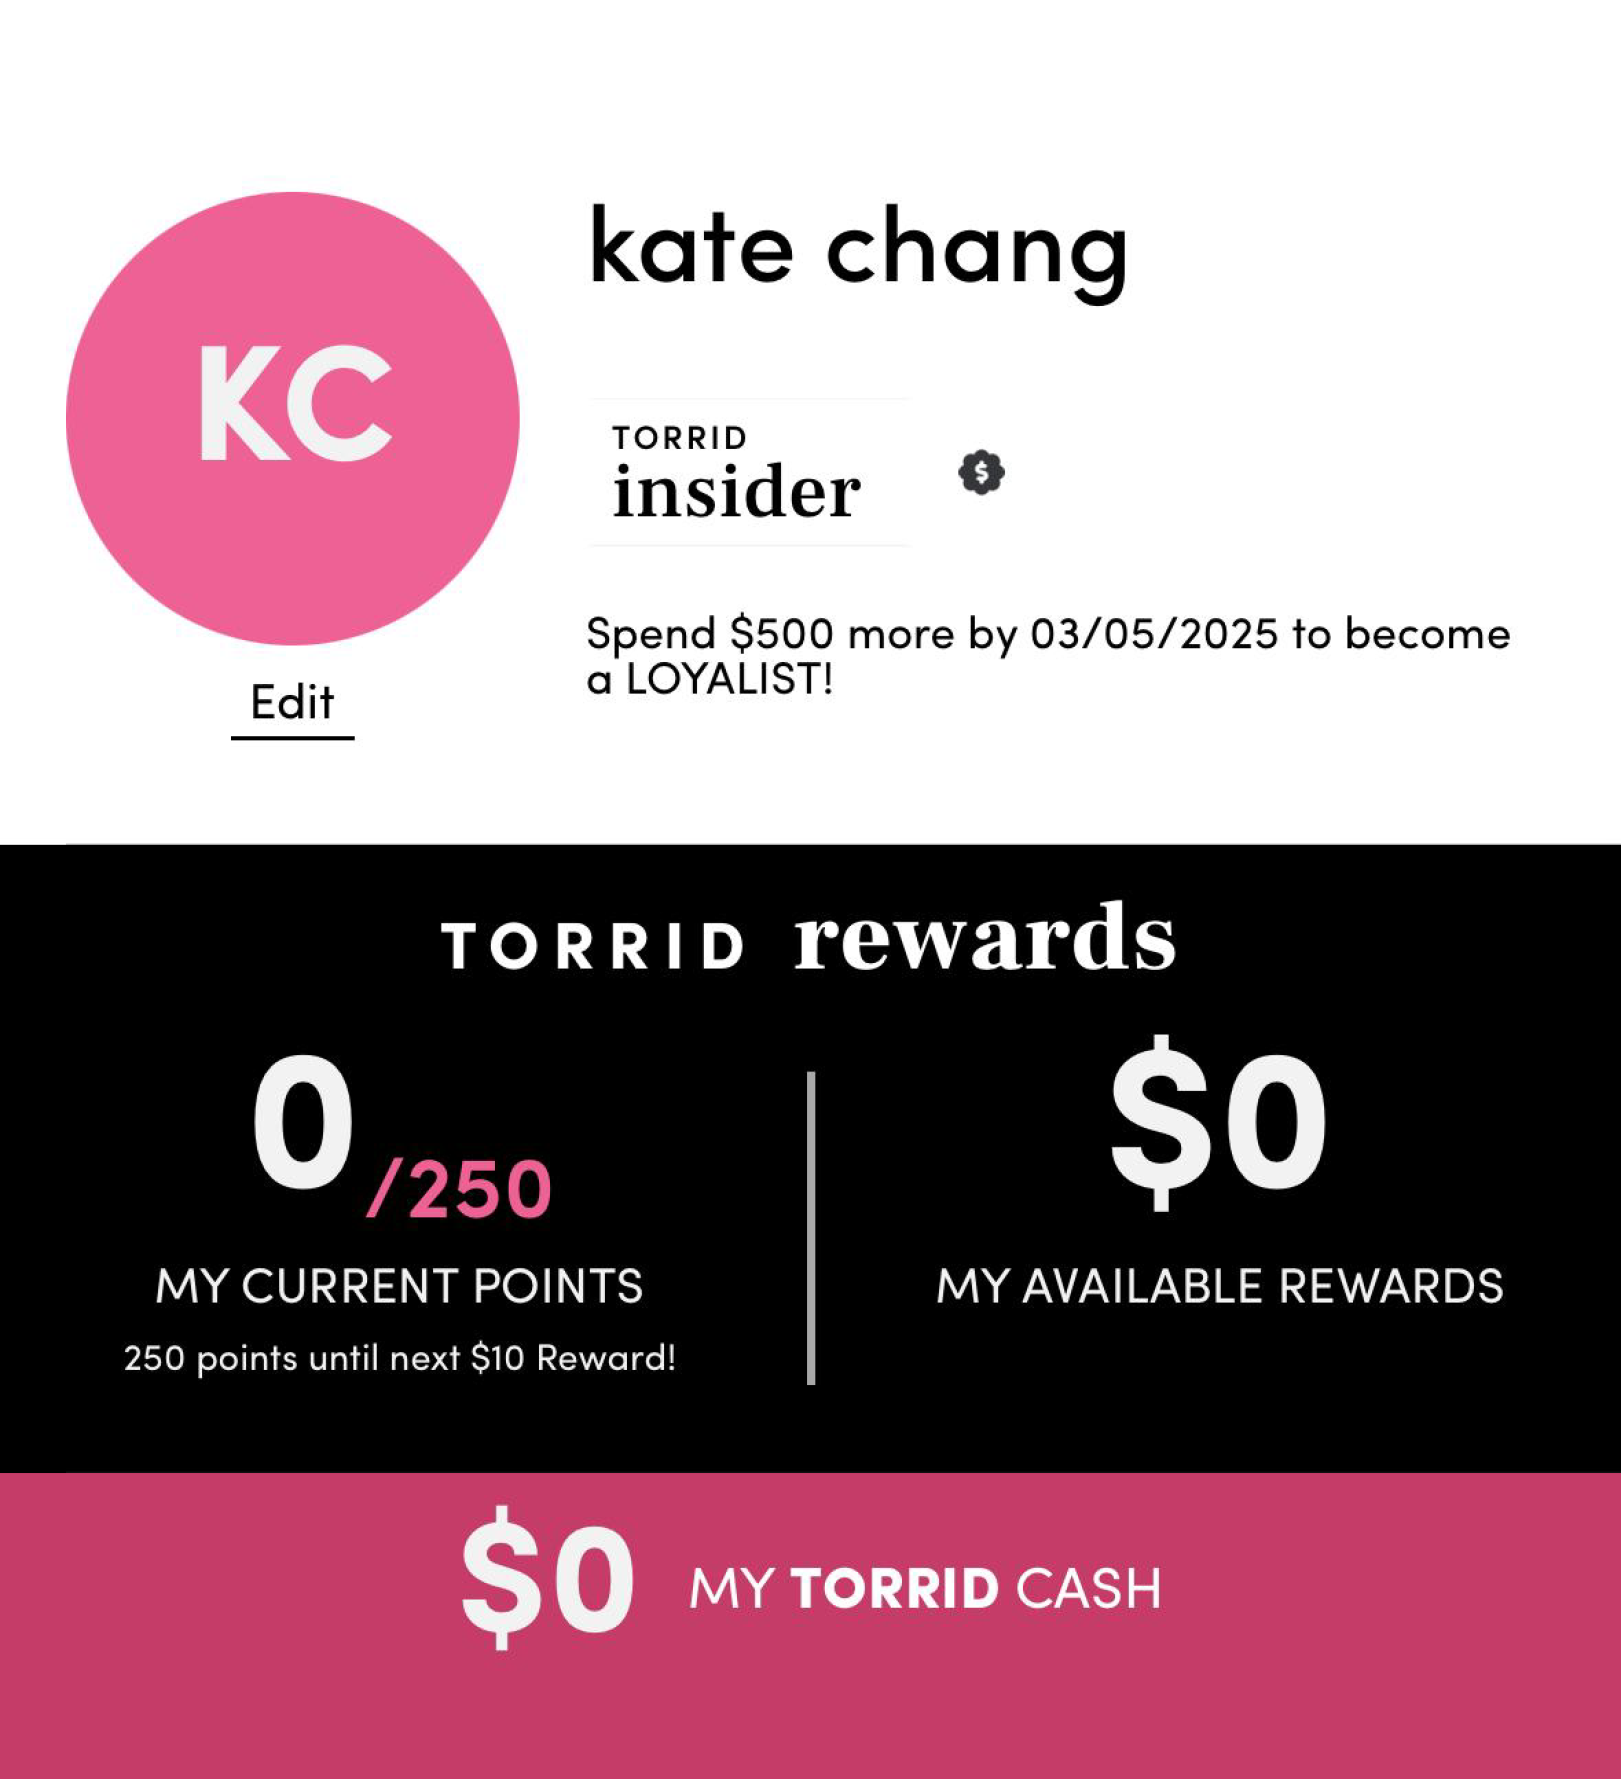 KC
Edit
kate chang
TORRID
insider
$
Spend $500 more by 03/05/2025 to become
a LOYALIST!
TORRID rewards
0/250
MY CURRENT POINTS
250 points until next $10 Reward!
$0
MY AVAILABLE REWARDS
$0 MY TORRID CASH